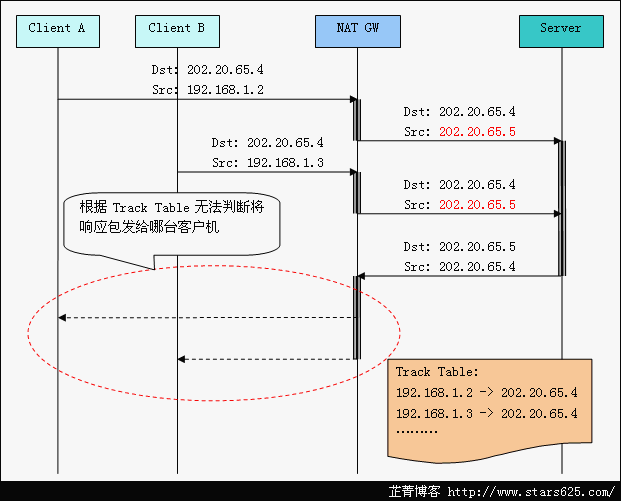 Client A
Client B
NAT GW
Server
Dst: 202.20.65.4
Src: 192.168.1.2
Dst: 202.20.65.4
Src: 202.20.65.5
Dst: 202.20.65.4
Src: 192.168.1.3
Dst: 202.20.65.4
Src: 202.20.65.5
根据 Track Table 无法判断将
响应包发给哪台客户机
Dst: 202.20.65.5
Src: 202.20.65.4
Track Table:
192.168.1.2 -> 202.20.65.4
192.168.1.3 -> 202.20.65.4
………
芷菁博客 http://www.stars625.com/